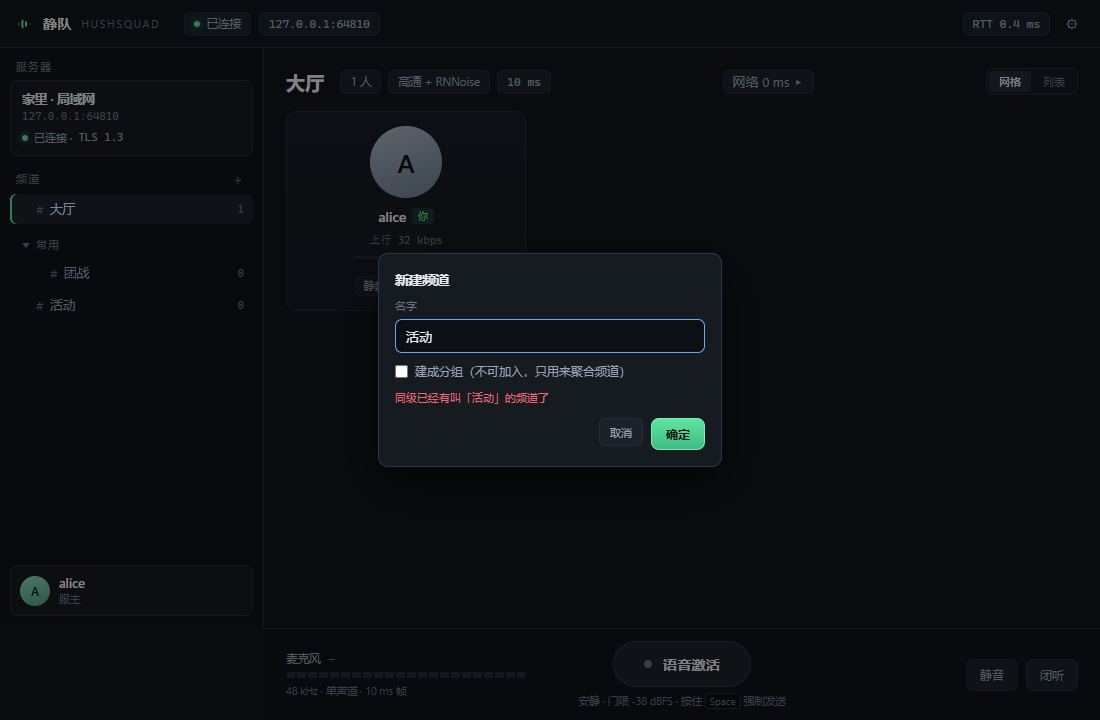 静队 HUSHSQUAD 已连接 127.0.0.1:64810 RTT 0.4 ms
服务器
家里 · 局域网
127.0.0.1:64810
已连接 · TLS 1.3
频道 +
# 大厅 1
常用
# 团战 0
# 活动 0
A alice
服主
大厅 1 人 高通 + RNNoise 10 ms 网络 0 ms ▸ 网格 列表
A
alice 你
上行 32 kbps
新建频道
名字
活动
建成分组（不可加入，只用来聚合频道）
同级已经有叫「活动」的频道了
取消 确定
麦克风 –
48 kHz · 单声道 · 10 ms 帧
语音激活
安静 · 门限 -38 dBFS · 按住 Space 强制发送
静音 闭听